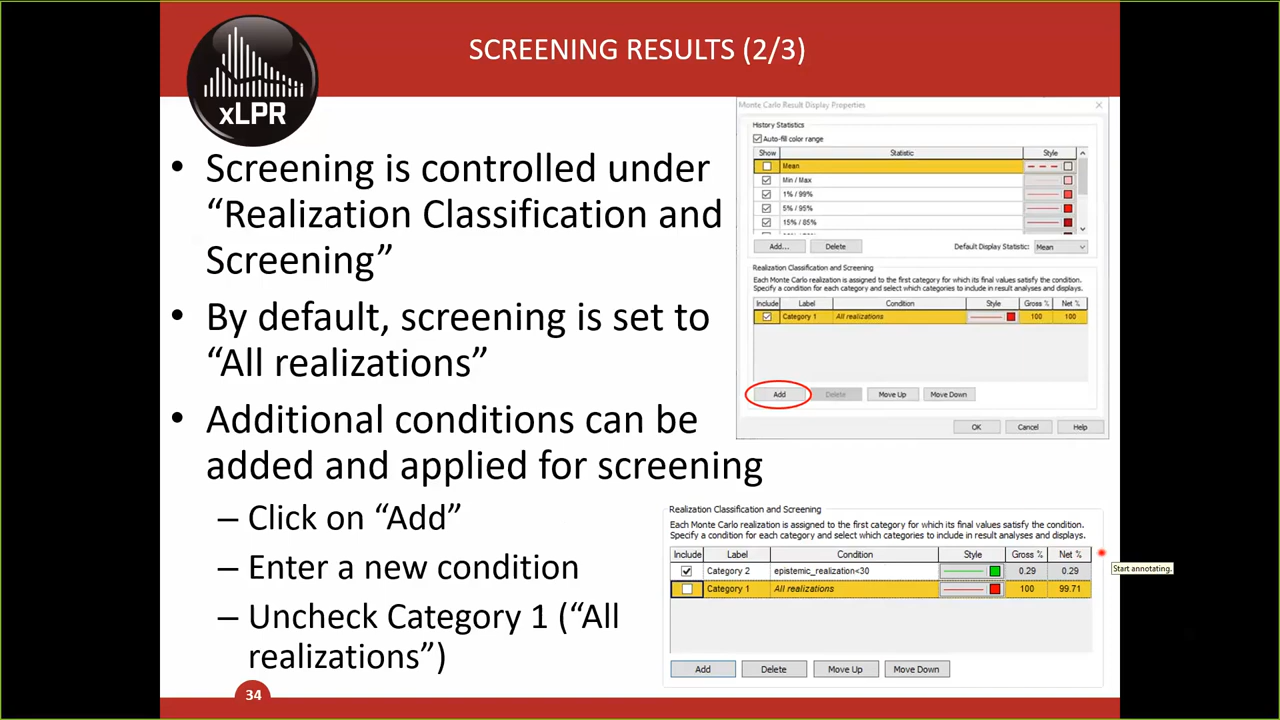 SCREENING RESULTS (2/3)
xLPR
• Screening is controlled under
“Realization Classification and
Screening”
• By default, screening is set to
“All realizations”
• Additional conditions can be
added and applied for screening
– Click on “Add”
– Enter a new condition
– Uncheck Category 1 (“All
realizations”)
34
Monte Carlo Result Display Properties
History Statistics
Auto-fill color range
Show Statistic Style
Mean
Min / Max
1% / 99%
5% / 95%
15% / 85%
Add... Delete Default Display Statistic: Mean
Realization Classification and Screening
Each Monte Carlo realization is assigned to the first category for which its final values satisfy the condition.
Specify a condition for each category and select which categories to include in result analyses and displays.
Include Label Condition Style Gross % Net %
Category 1 All realizations 100 100
Add Delete Move Up Move Down
OK Cancel Help
Realization Classification and Screening
Each Monte Carlo realization is assigned to the first category for which its final values satisfy the condition.
Specify a condition for each category and select which categories to include in result analyses and displays.
Include Label Condition Style Gross % Net %
Category 2 epistemic_realization<30 0.29 0.29
Category 1 All realizations 100 99.71
Add Delete Move Up Move Down
Start annotating.